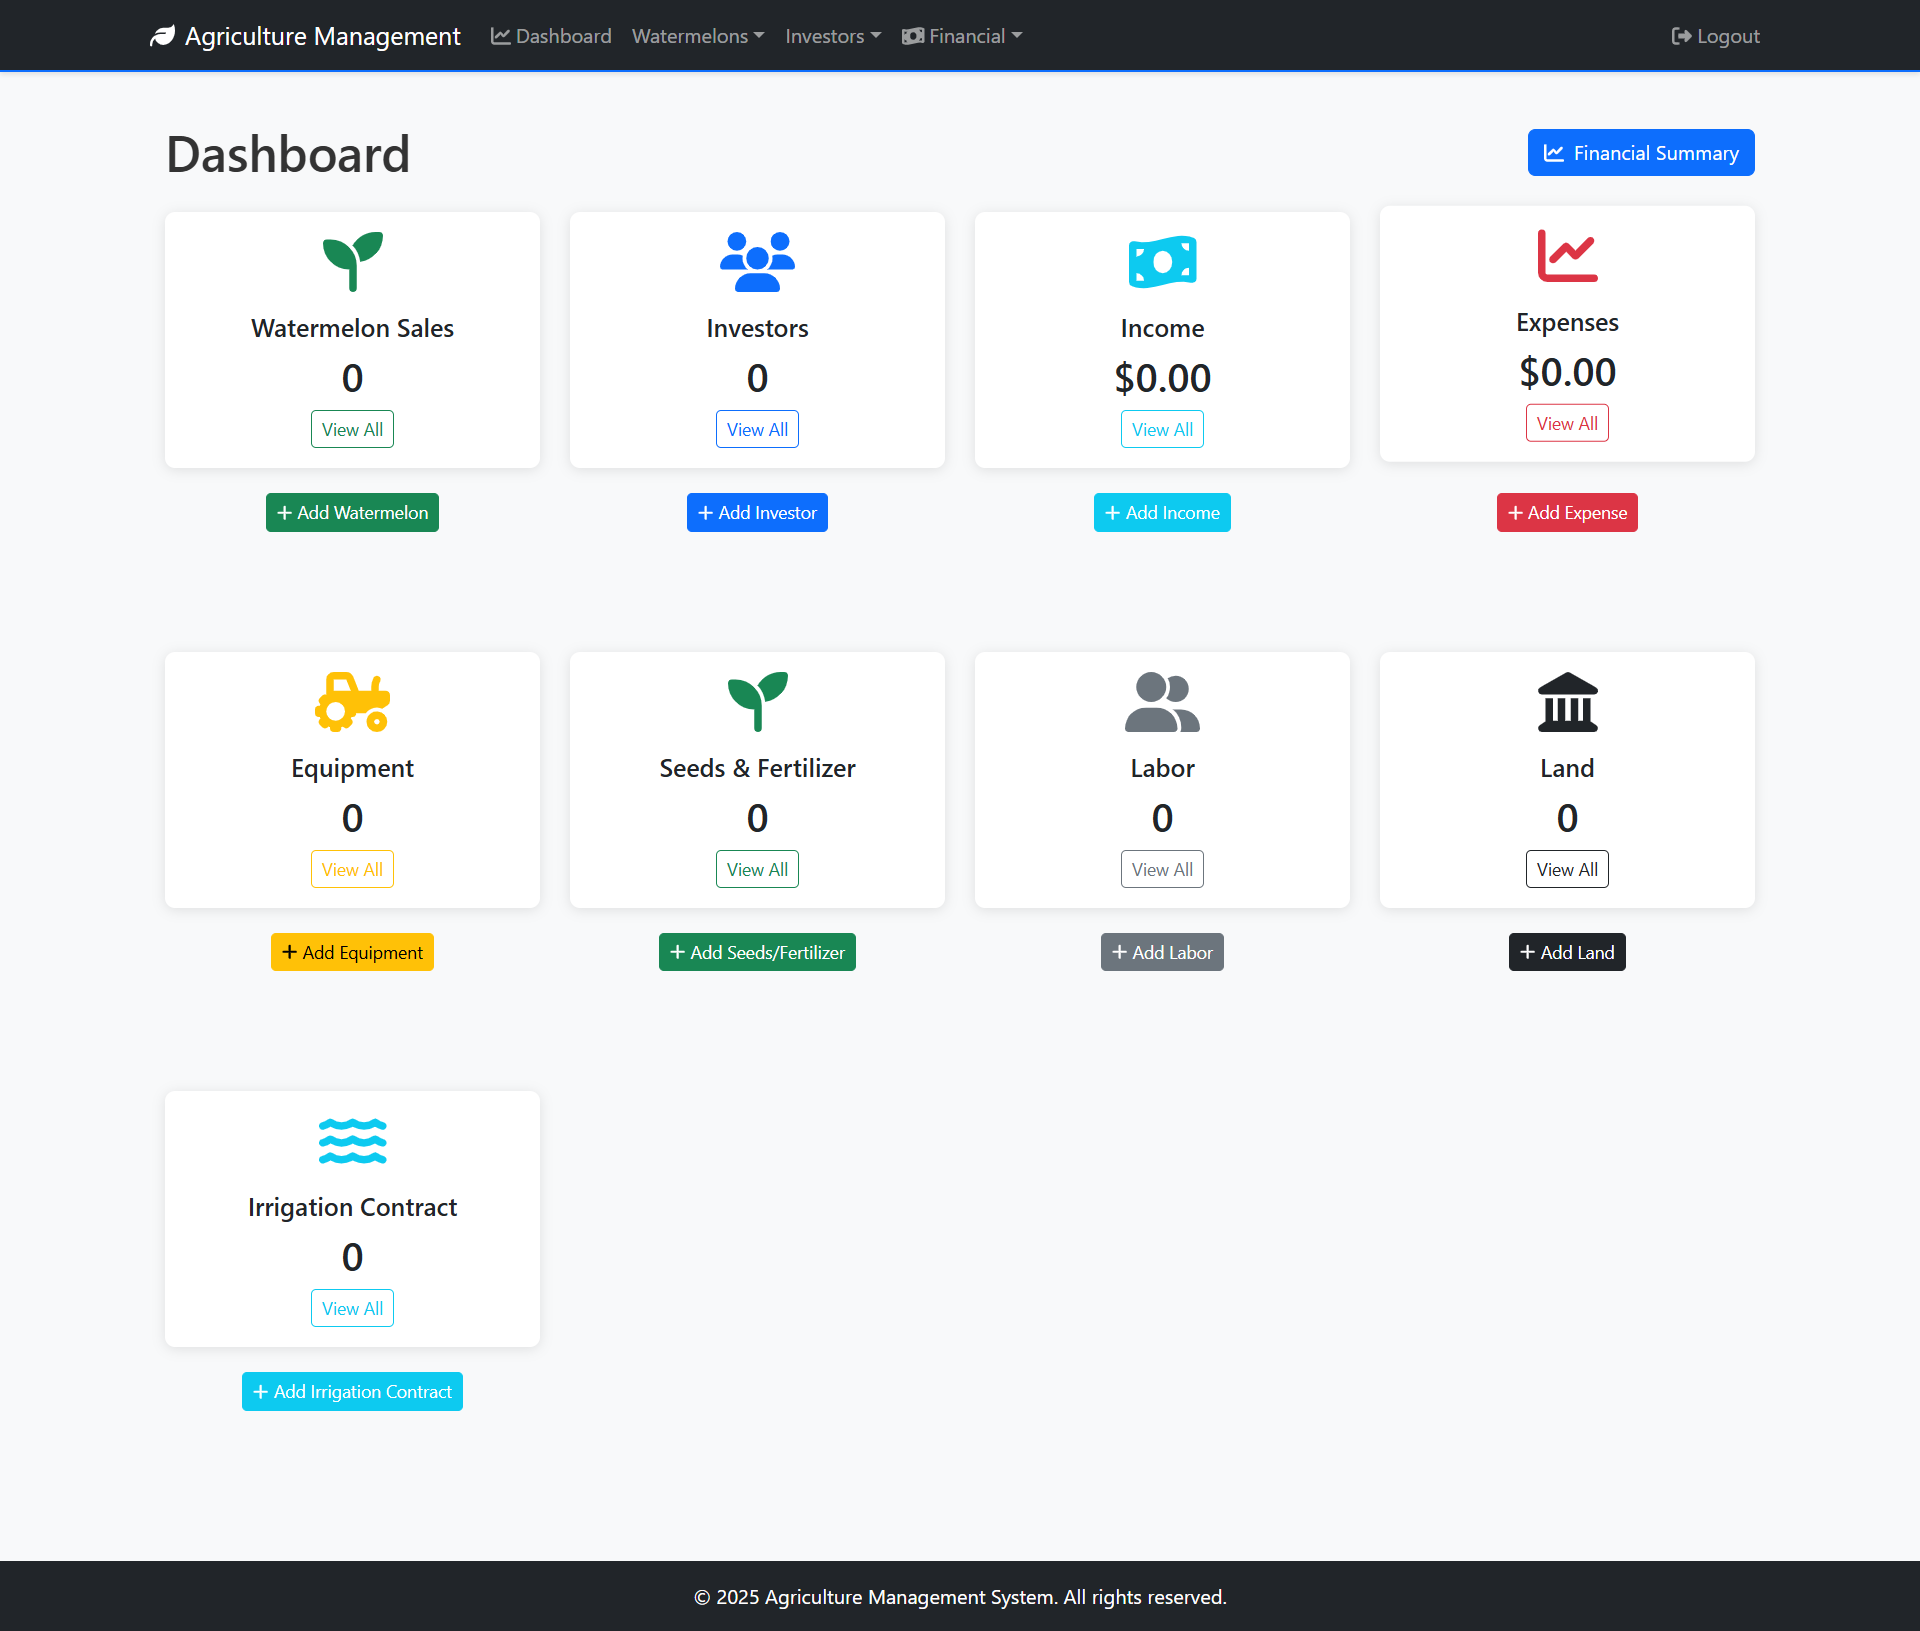 Agriculture Management Dashboard Watermelons Investors Financial Logout
Dashboard
Financial Summary
Watermelon Sales
0
View All
Add Watermelon
Investors
0
View All
Add Investor
Income
$0.00
View All
Add Income
Expenses
$0.00
View All
Add Expense
Equipment
0
View All
Add Equipment
Seeds & Fertilizer
0
View All
Add Seeds/Fertilizer
Labor
0
View All
Add Labor
Land
0
View All
Add Land
Irrigation Contract
0
View All
Add Irrigation Contract
© 2025 Agriculture Management System. All rights reserved.